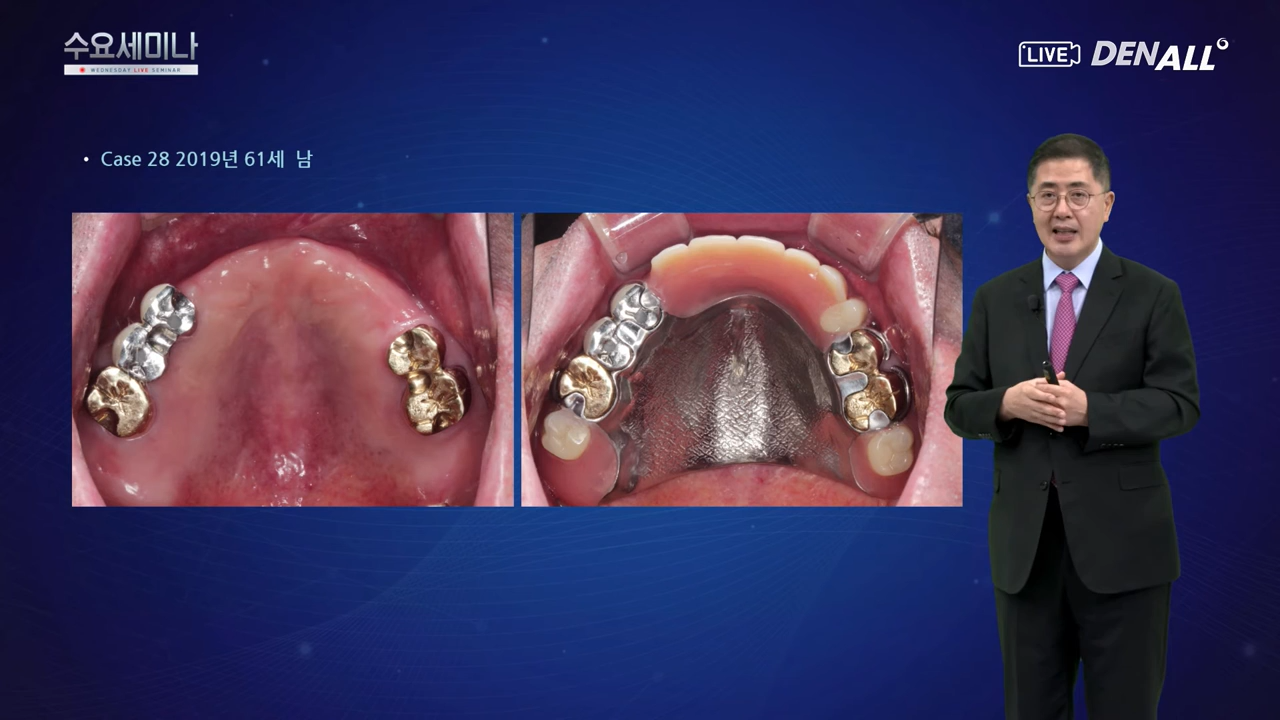 수요세미나
WEDNESDAY LIVE SEMINAR
LIVE DENALL
• Case 28 2019년 61세 남